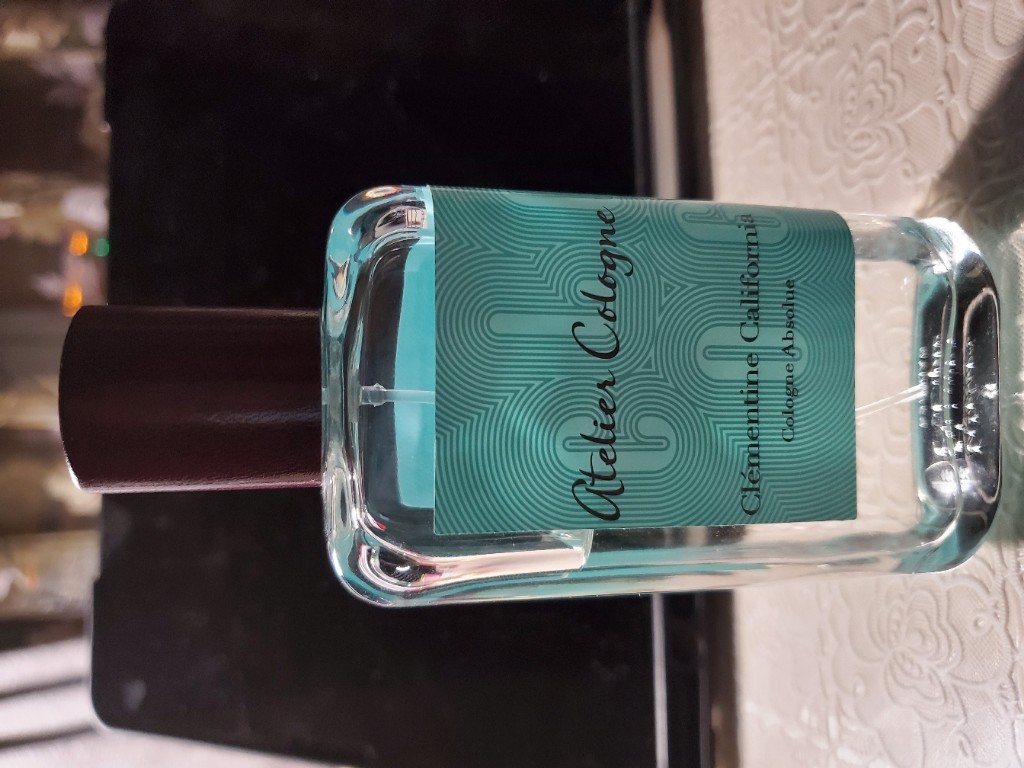 Atelier Cologne
Clémentine California
Cologne Absolue